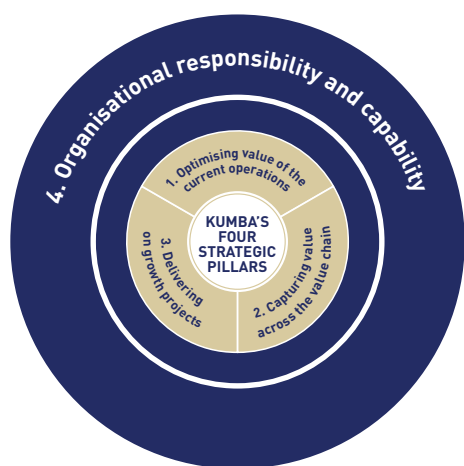 4. Organisational responsibility and capability
1. Optimising value of the
current operations
KUMBA'S
FOUR
STRATEGIC
PILLARS
2. Capturing value
across the value chain
3. Delivering
on growth projects